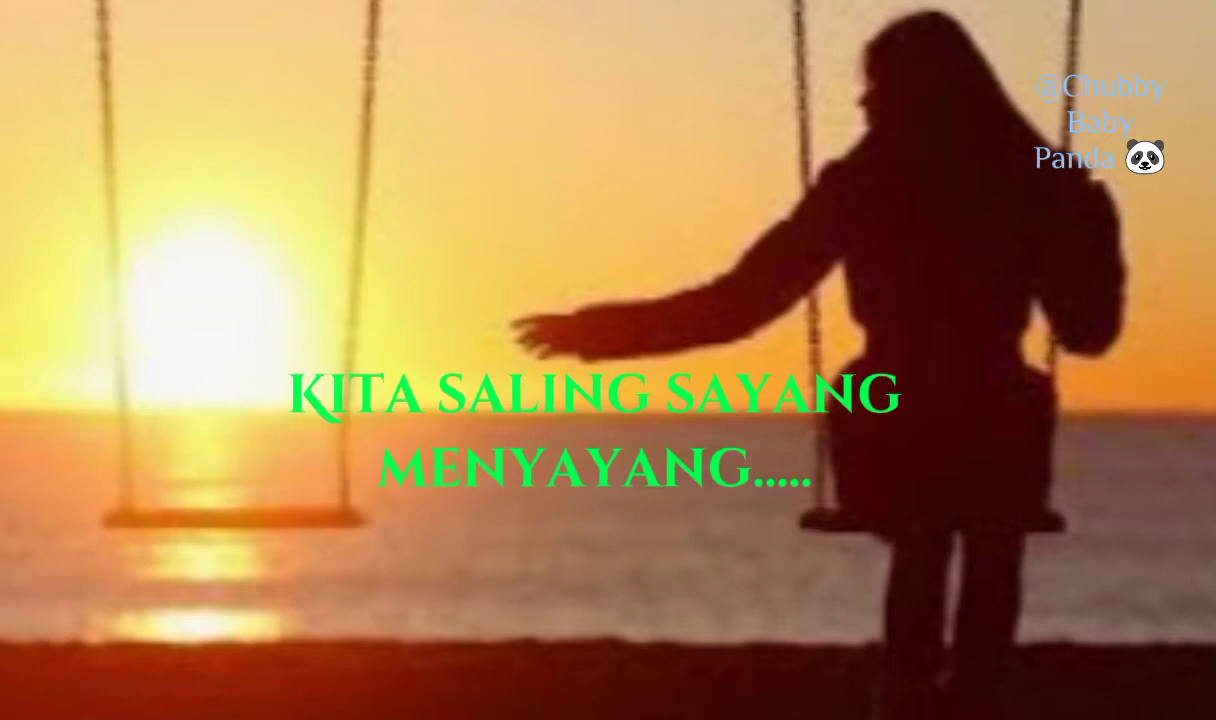 @Chubby
Baby
Panda 🐼
Kita saling sayang
menyayang.....